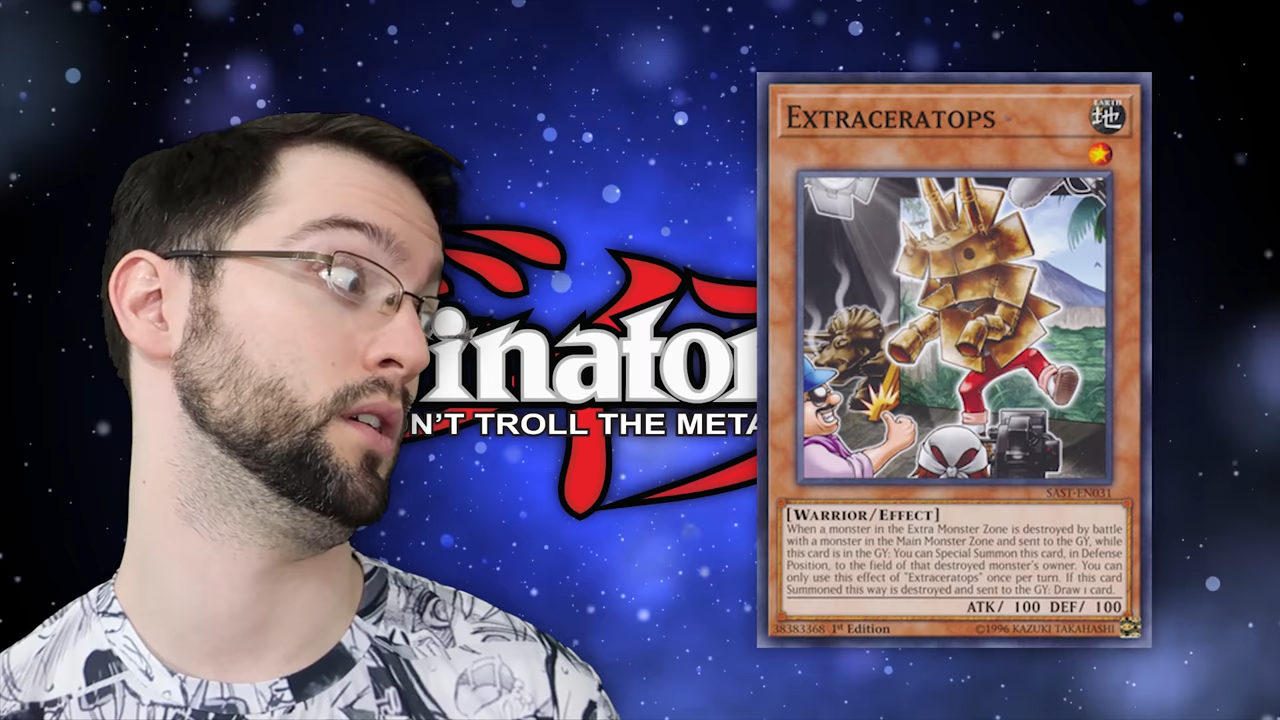 inator
N'T TROLL THE META
EXTRACERATOPS
EARTH
地
SAST-EN031
[WARRIOR/EFFECT]
When a monster in the Extra Monster Zone is destroyed by battle
with a monster in the Main Monster Zone and sent to the GY, while
this card is in the GY: You can Special Summon this card, in Defense
Position, to the field of that destroyed monster's owner. You can
only use this effect of "Extraceratops" once per turn. If this card
Summoned this way is destroyed and sent to the GY: Draw 1 card.
ATK/ 100 DEF/ 100
38383368 1st Edition ©1996 KAZUKI TAKAHASHI